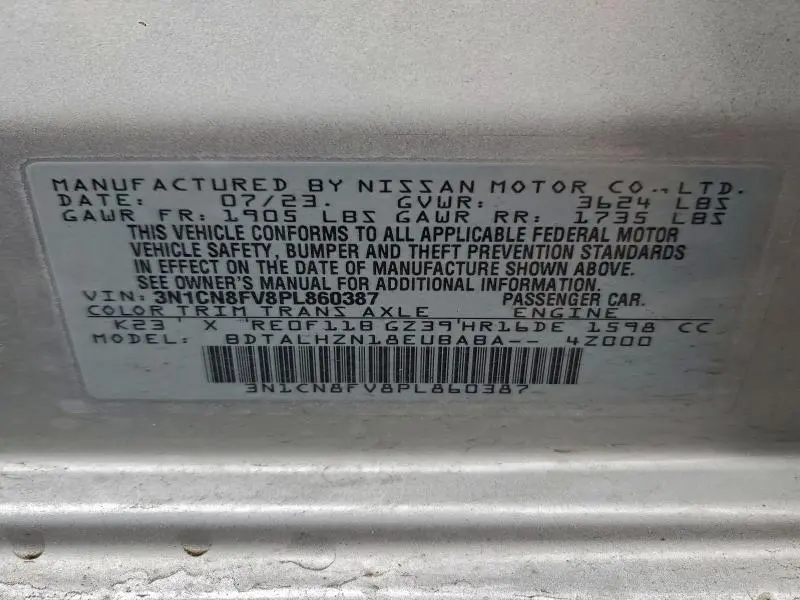 MANUFACTURED BY NISSAN MOTOR CO., LTD.
DATE: 07/23. GVWR: 3624 LBS
GAWR FR: 1905 LBS GAWR RR: 1735 LBS
THIS VEHICLE CONFORMS TO ALL APPLICABLE FEDERAL MOTOR
VEHICLE SAFETY, BUMPER AND THEFT PREVENTION STANDARDS
IN EFFECT ON THE DATE OF MANUFACTURE SHOWN ABOVE.
SEE OWNER'S MANUAL FOR ADDITIONAL INFORMATION.
VIN: 3N1CN8FV8PL860387 PASSENGER CAR.
COLOR TRIM TRANS AXLE ENGINE
K23 ' X 'RE0F11B GZ39'HR16DE 1598 CC
MODEL: BDTALHZN18EUBABA-- 4Z000
3N1CN8FV8PL860387